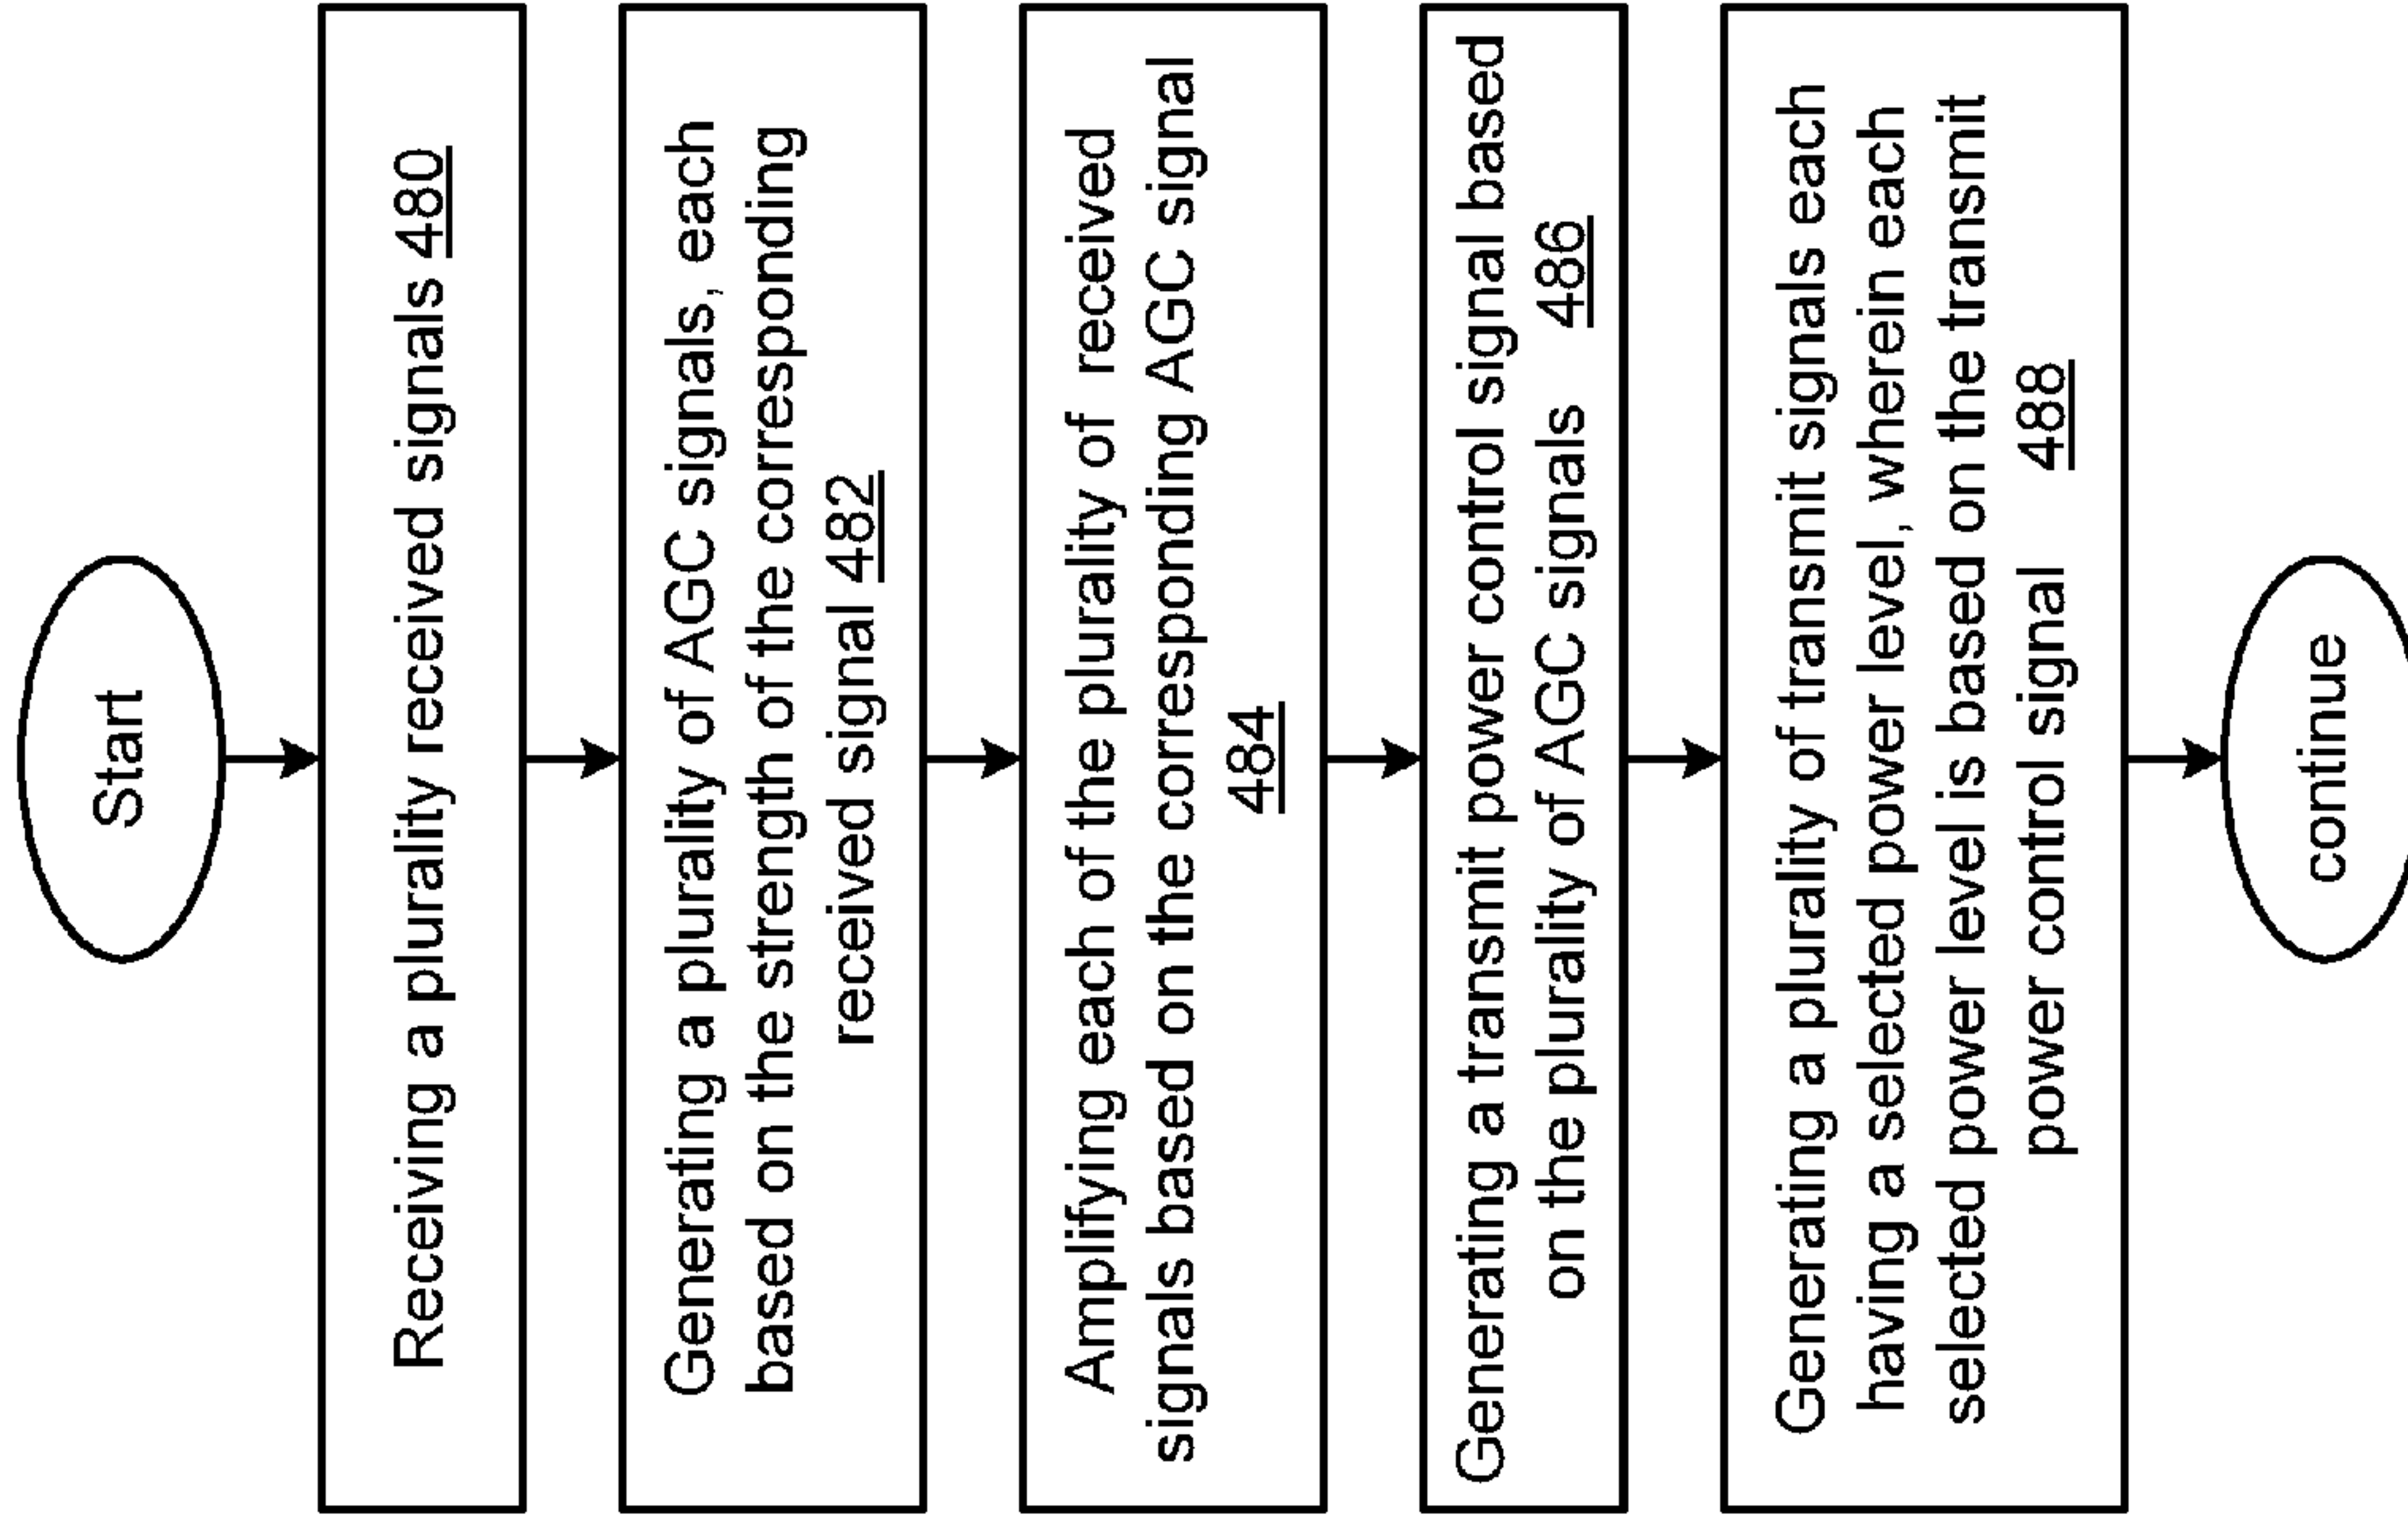 Start
Receiving a plurality received signals 480
Generating a plurality of AGC signals, each
based on the strength of the corresponding
received signal 482
Amplifying each of the plurality of received
signals based on the corresponding AGC signal
484
Generating a transmit power control signal based
on the plurality of AGC signals 486
Generating a plurality of transmit signals each
having a selected power level, wherein each
selected power level is based on the transmit
power control signal 488
continue